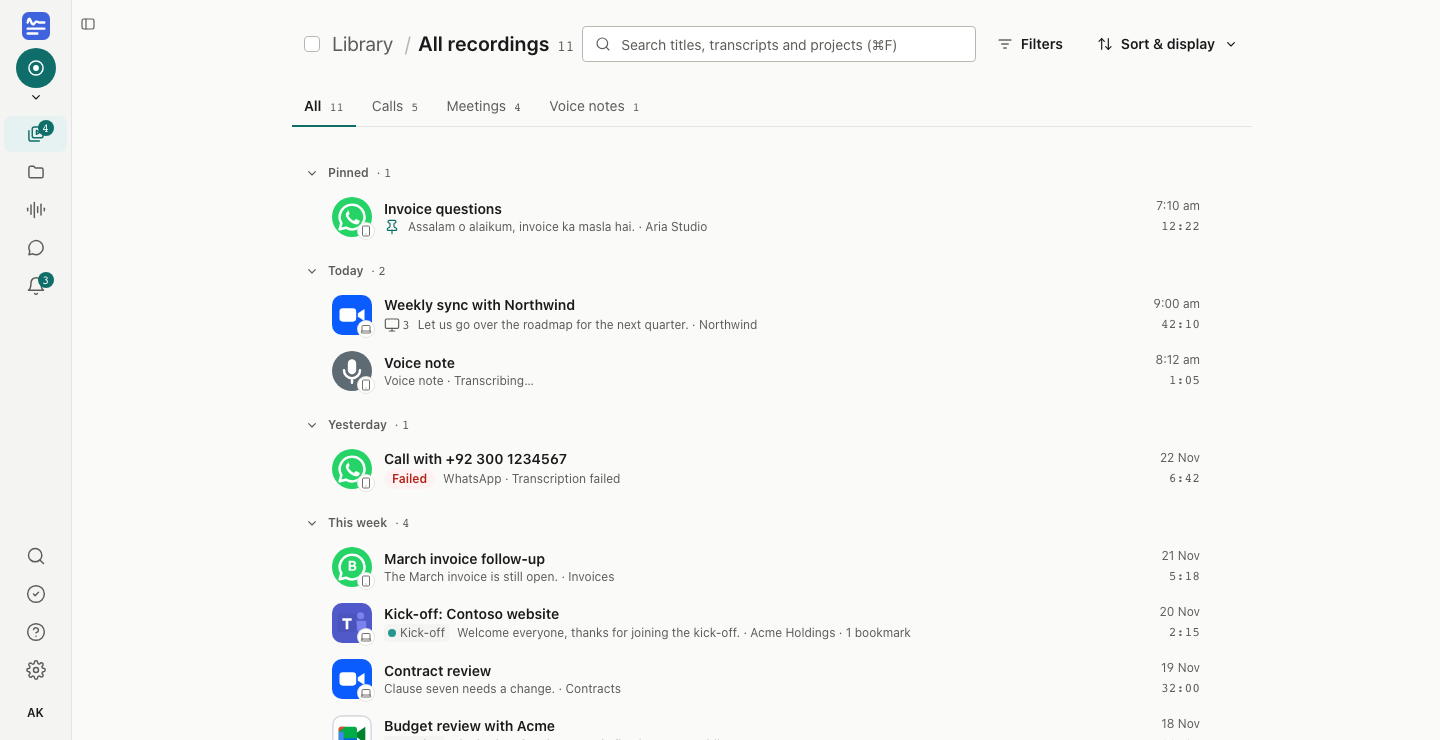 Library / All recordings 11
Search titles, transcripts and projects (⌘F)
Filters
Sort & display
All 11
Calls 5
Meetings 4
Voice notes 1
4
3
Pinned · 1
Invoice questions
7:10 am
Assalam o alaikum, invoice ka masla hai. · Aria Studio
12:22
Today · 2
Weekly sync with Northwind
9:00 am
3 Let us go over the roadmap for the next quarter. · Northwind
42:10
Voice note
8:12 am
Voice note · Transcribing…
1:05
Yesterday · 1
Call with +92 300 1234567
22 Nov
Failed WhatsApp · Transcription failed
6:42
This week · 4
B
March invoice follow-up
21 Nov
The March invoice is still open. · Invoices
5:18
T
Kick-off: Contoso website
20 Nov
Kick-off Welcome everyone, thanks for joining the kick-off. · Acme Holdings · 1 bookmark
2:15
Contract review
19 Nov
Clause seven needs a change. · Contracts
32:00
Budget review with Acme
18 Nov
AK